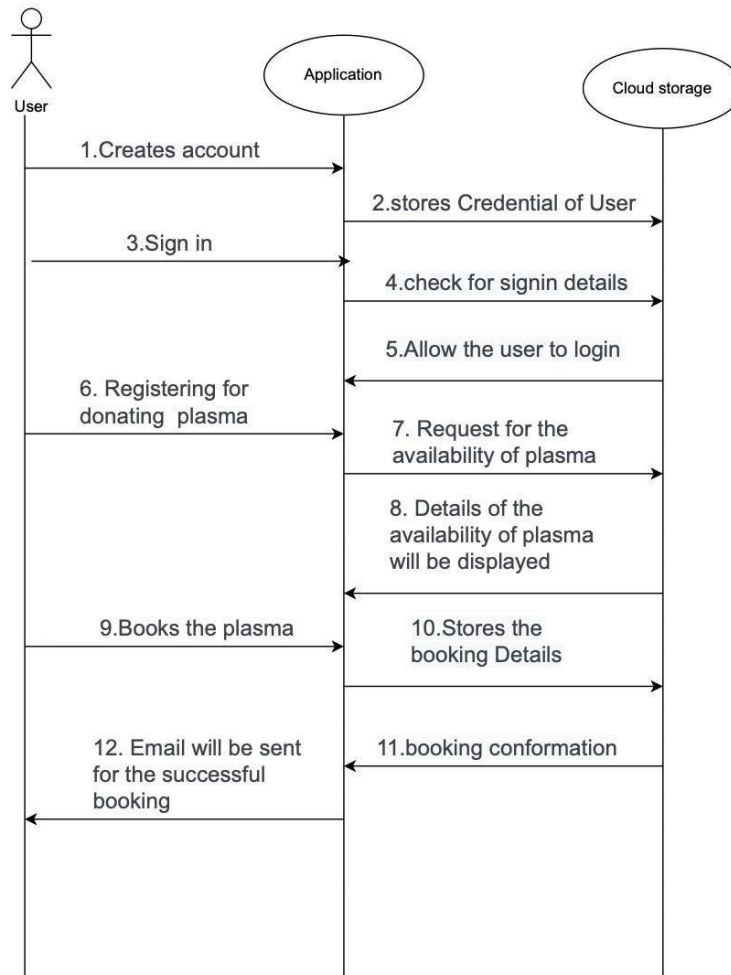 User
Application
Cloud storage
1.Creates account
2.stores Credential of User
3.Sign in
4.check for signin details
5.Allow the user to login
6. Registering for
donating plasma
7. Request for the
availability of plasma
8. Details of the
availability of plasma
will be displayed
9.Books the plasma
10.Stores the
booking Details
11.booking conformation
12. Email will be sent
for the successful
booking